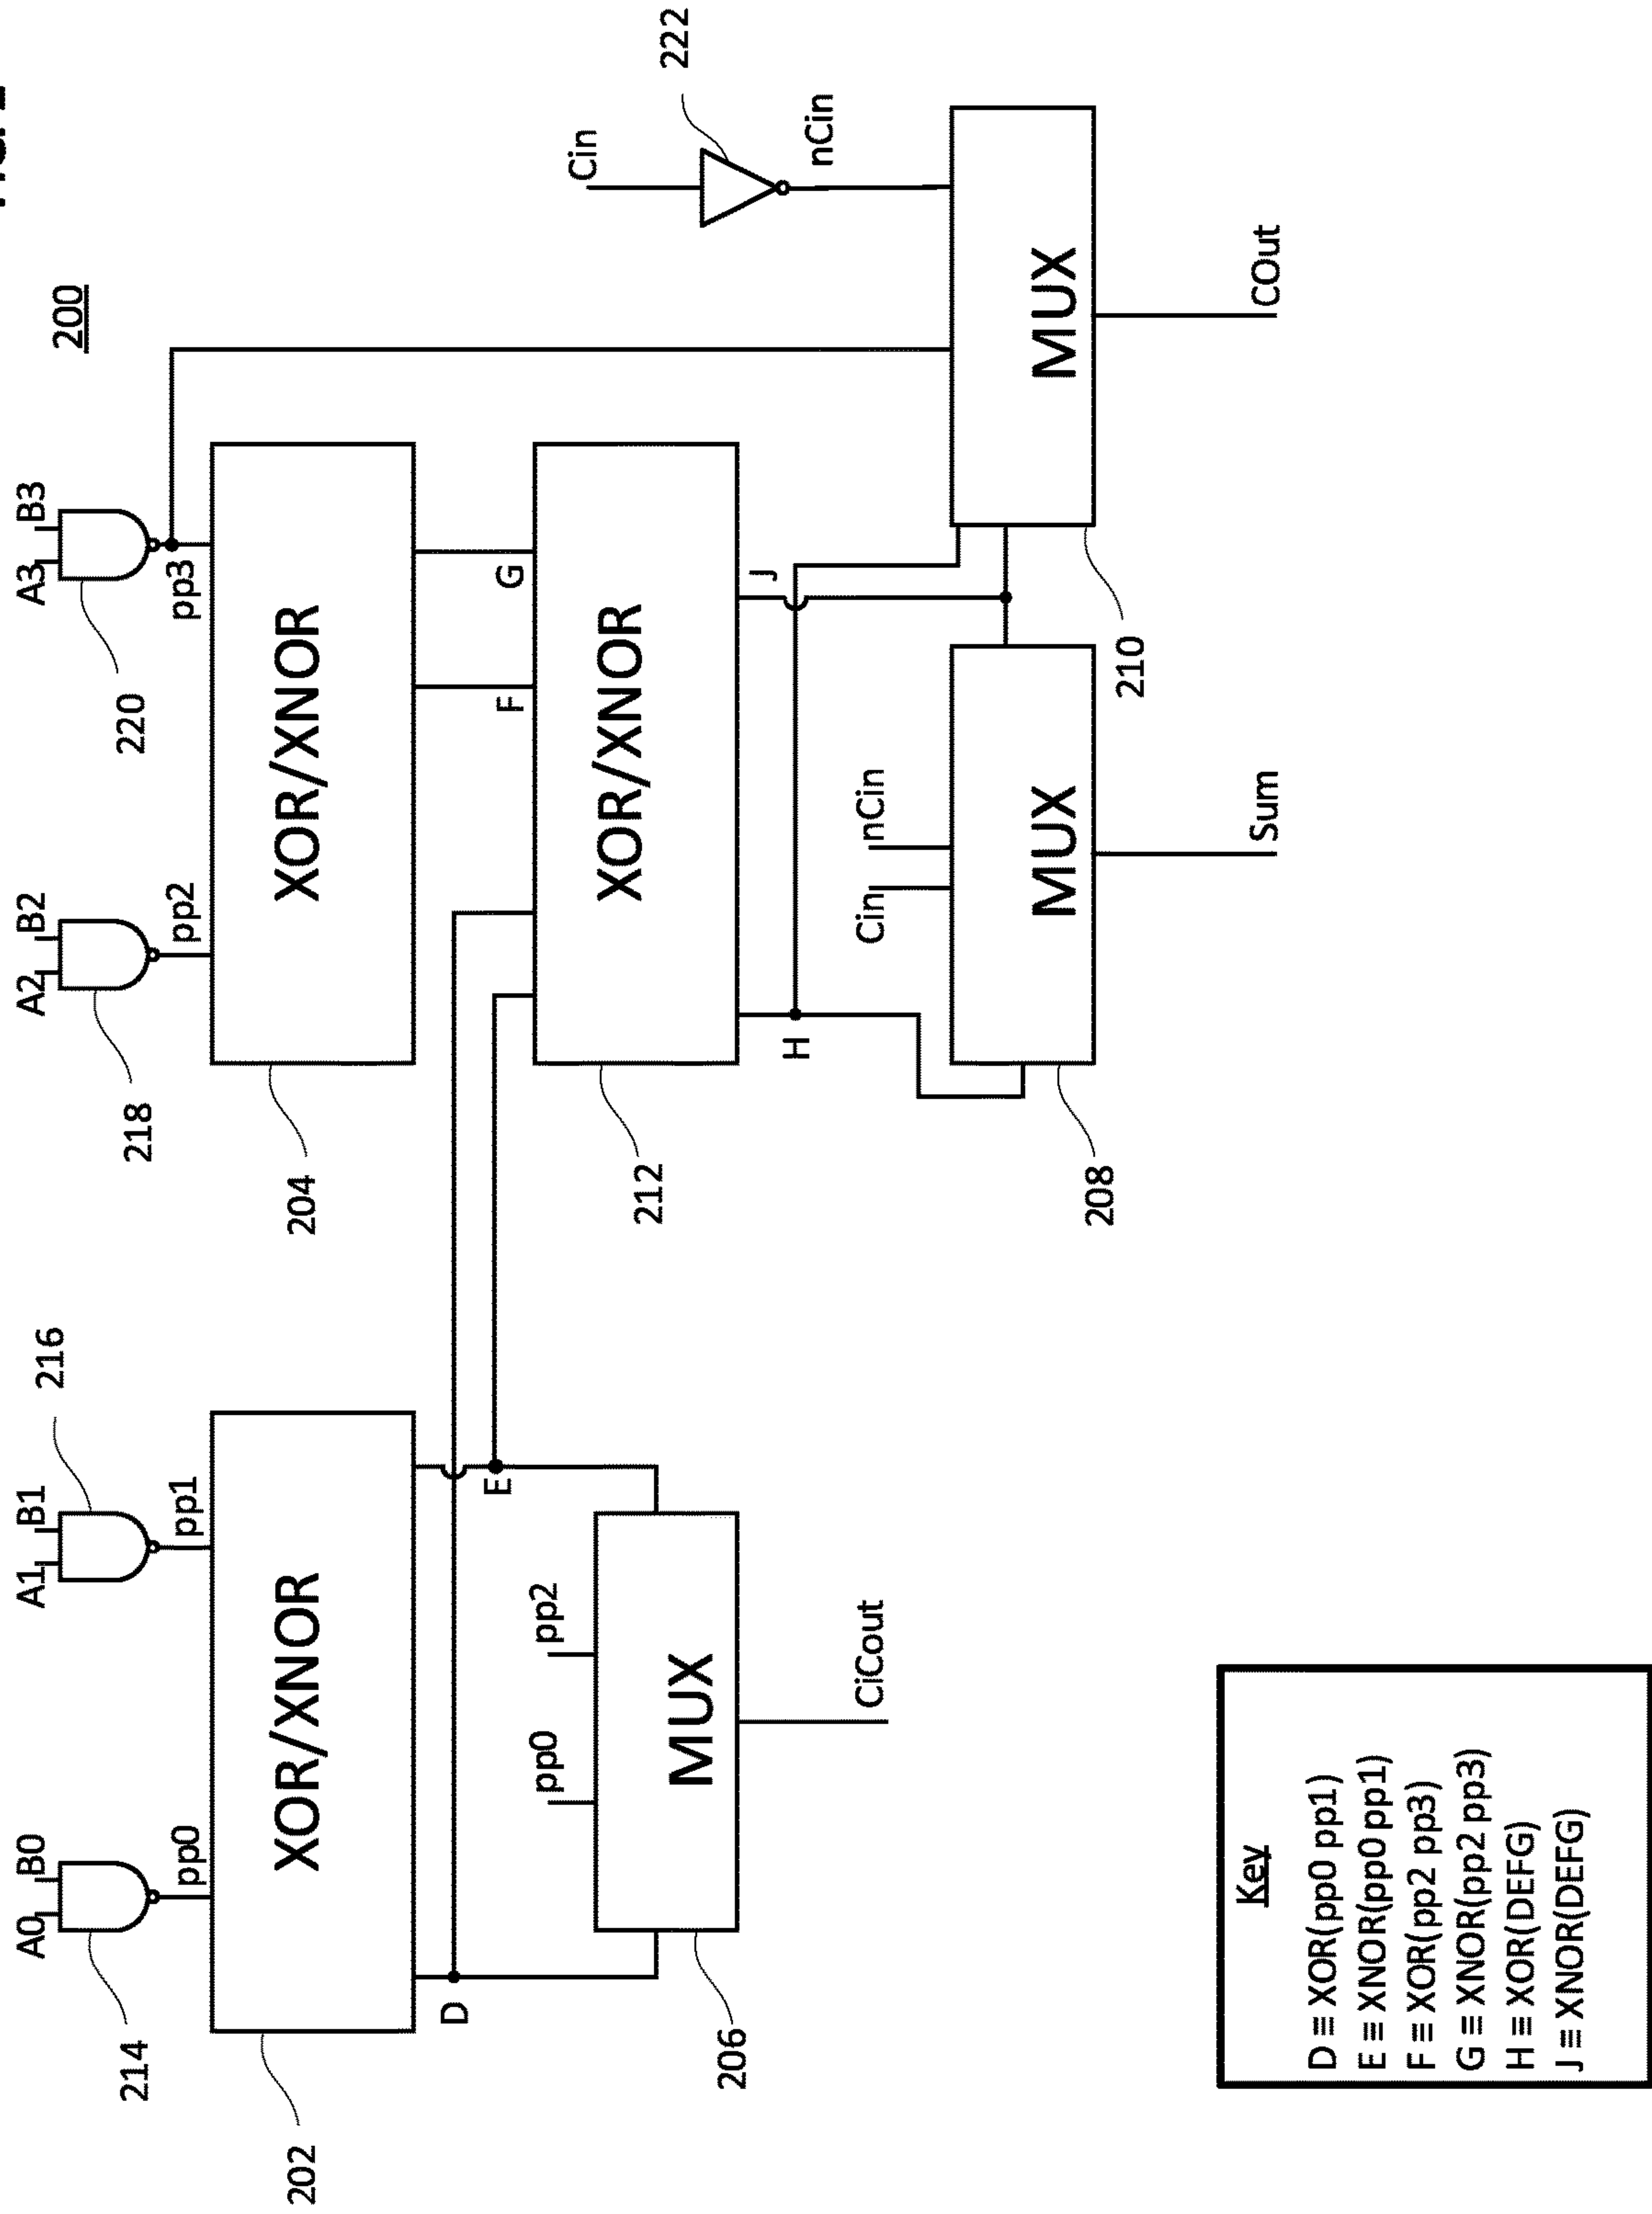 200
A0
B0
A1
B1
A2
B2
A3
B3
214
216
218
220
pp0
pp1
pp2
pp3
XOR/XNOR
202
XOR/XNOR
204
D
E
F
G
XOR/XNOR
212
Cin
222
nCin
pp0
pp2
MUX
206
CiCout
H
J
Cin
nCin
MUX
208
Sum
MUX
210
COut
Key
D ≡ XOR(pp0 pp1)
E ≡ XNOR(pp0 pp1)
F ≡ XOR(pp2 pp3)
G ≡ XNOR(pp2 pp3)
H ≡ XOR(DEFG)
J ≡ XNOR(DEFG)